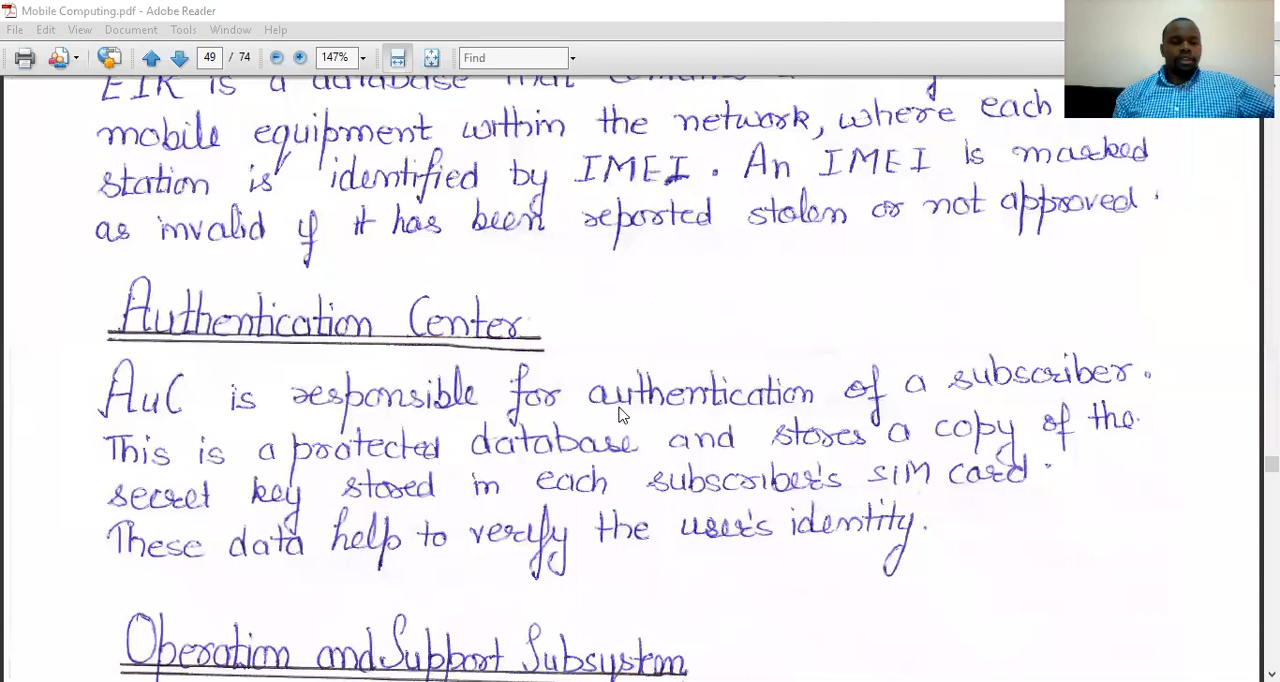 Mobile Computing.pdf - Adobe Reader
File Edit View Document Tools Window Help
49 / 74 147% Find
EIR is a database that
mobile equipment within the network, where each
station is identified by IMEI. An IMEI is marked
as invalid if it has been reported stolen or not approved.
Authentication Center
AuC is responsible for authentication of a subscriber.
This is a protected database and stores a copy of the
secret key stored in each subscriber's SIM card.
These data help to verify the user's identity.
Operation and Support Subsystem